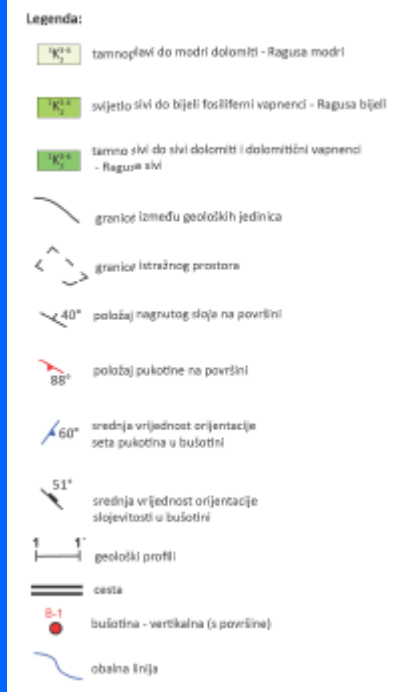 Legenda:
tamnoplavi do modri dolomiti - Ragusa modri
svijetlo sivi do bijeli fosiliferni vapnenci - Ragusa bijeli
tamno sivi do sivi dolomiti i dolomitični vapnenci
- Ragusa sivi
granice između geoloških jedinica
granice istražnog prostora
40° položaj nagnutog sloja na površini
88° položaj pukotine na površini
60° srednja vrijednost orijentacije
seta pukotina u bušotini
51°
srednja vrijednost orijentacije
slojevitosti u bušotini
1 1'
geološki profili
cesta
B-1
bušotina - vertikalna (s površine)
obalna linija